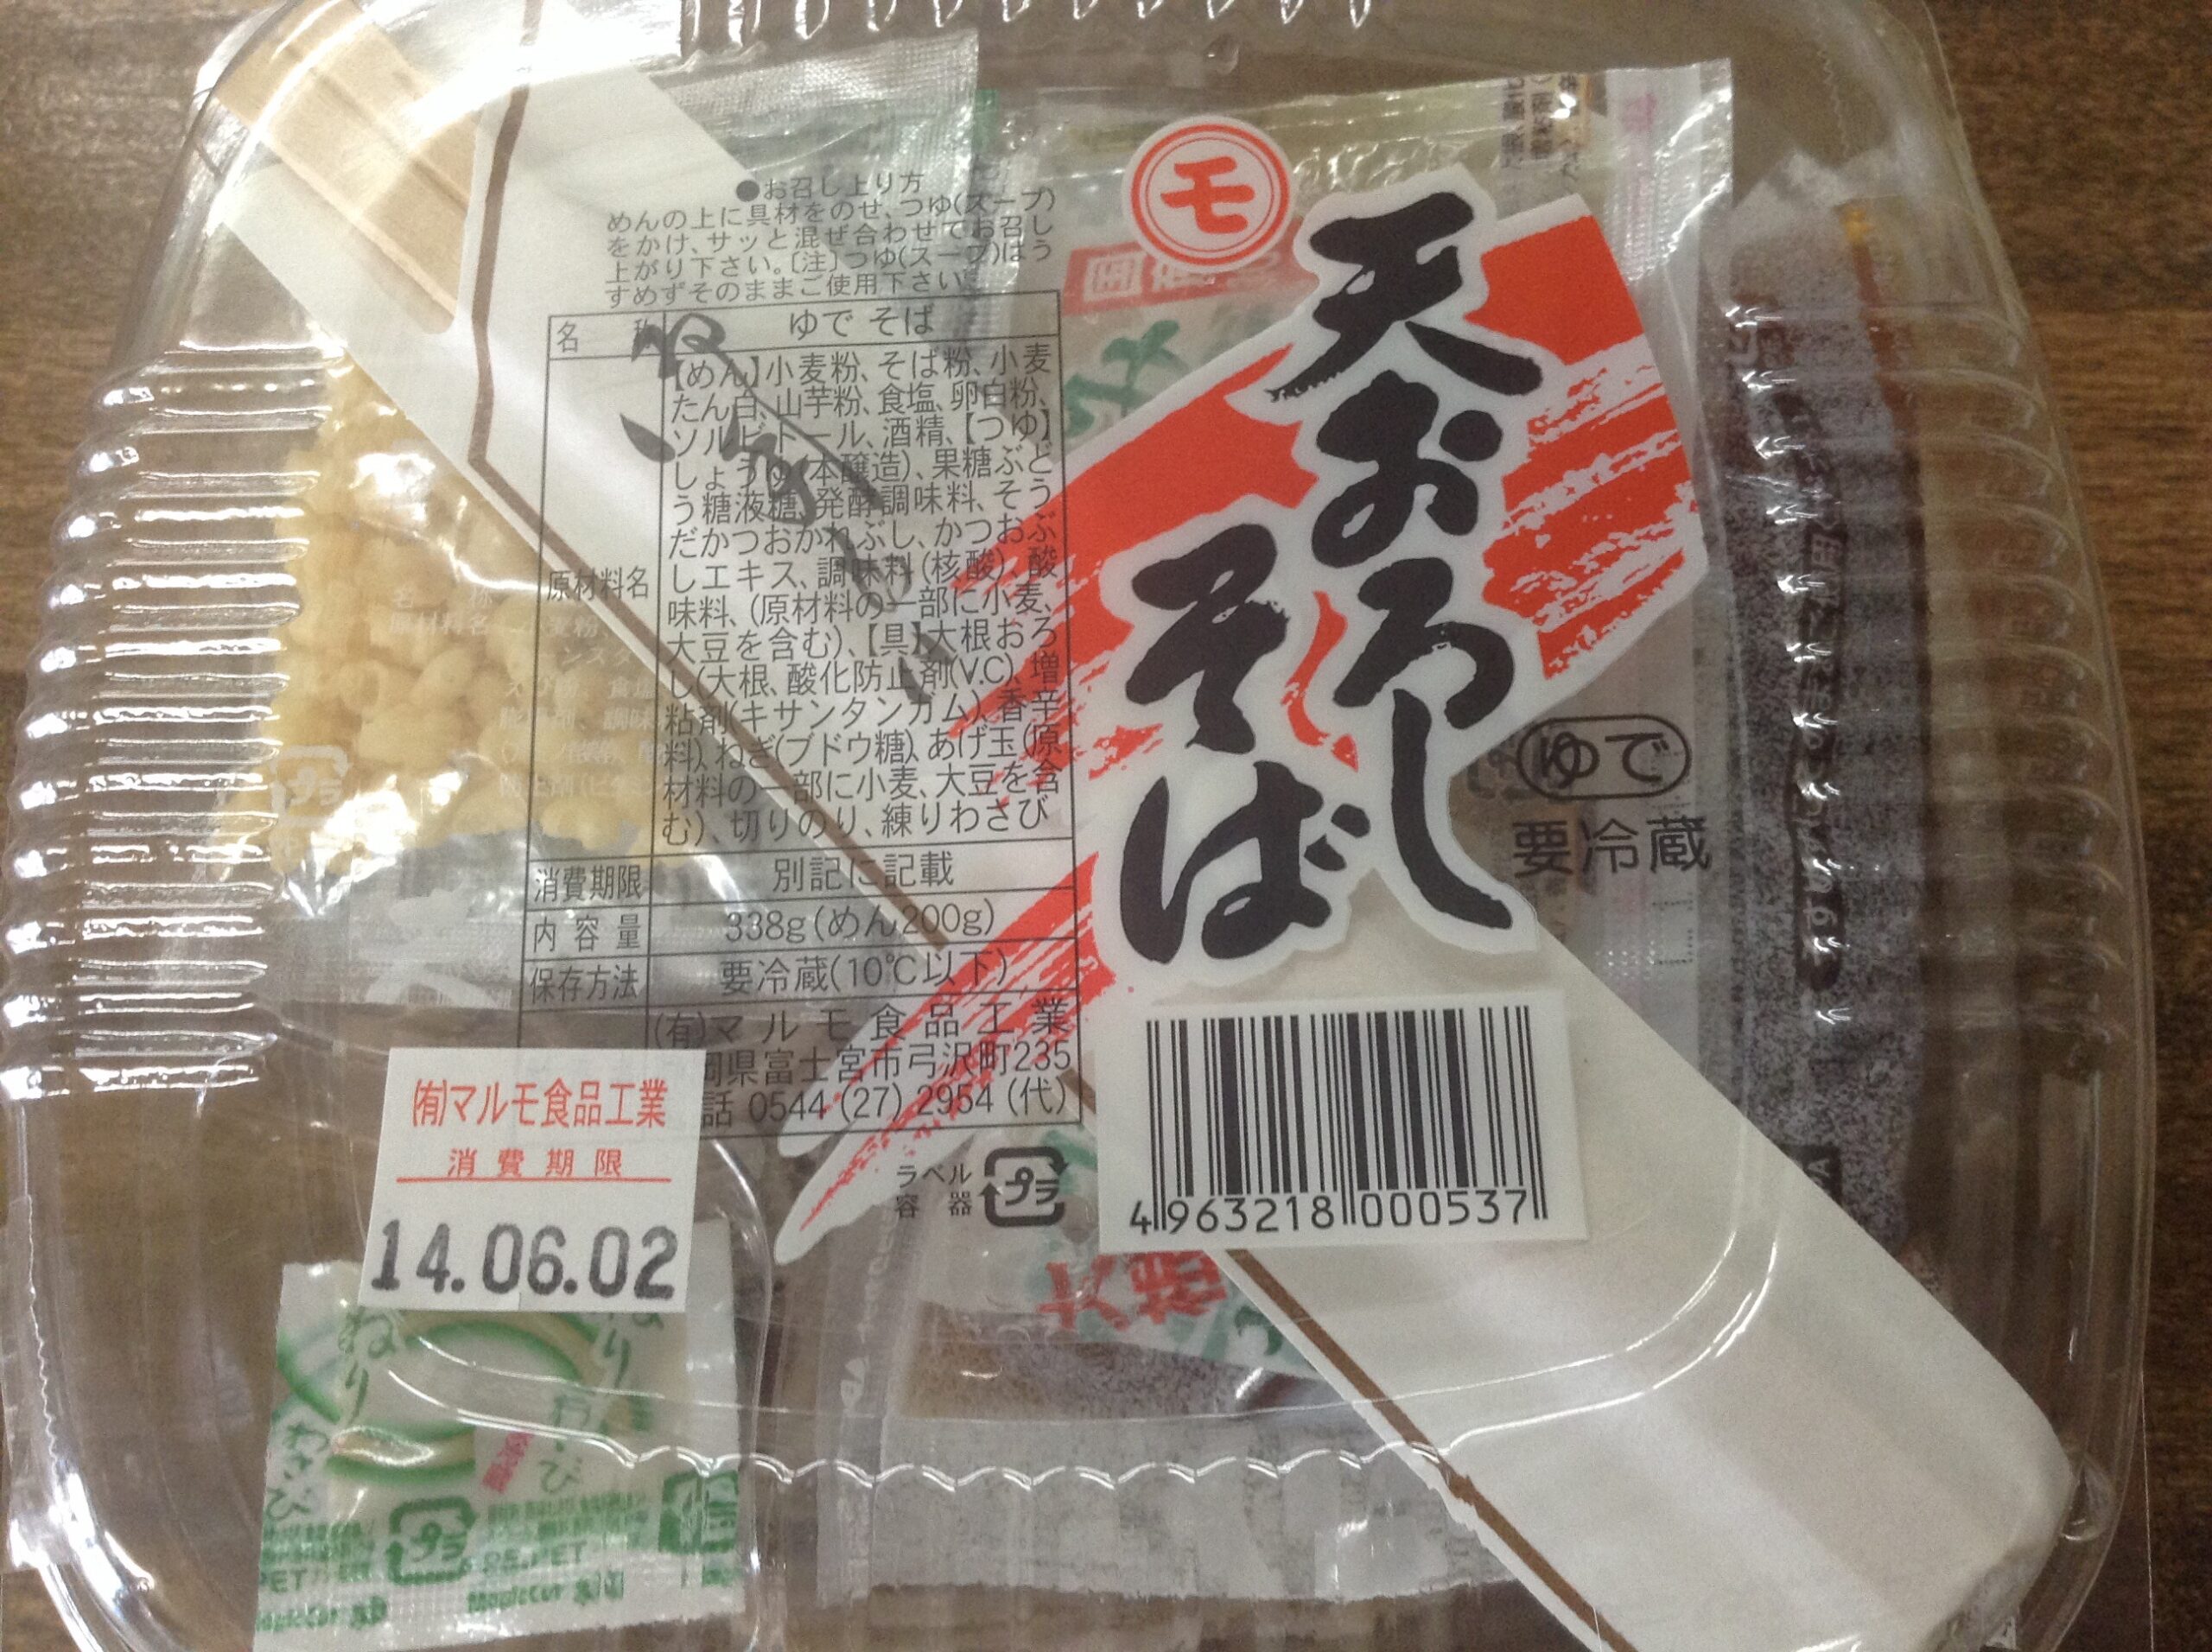 モ
天おろし
そば
ゆで
要冷蔵
●お召し上り方
めんの上に具材をのせ、つゆ(スープ)
をかけ、サッと混ぜ合わせてお召し
上がり下さい。〔注〕つゆ(スープ)はう
すめずそのままご使用下さい。
名 称 ゆで そば
原材料名
【めん】小麦粉、そば粉、小麦
たん白、山芋粉、食塩、卵白粉、
ソルビトール、酒精、【つゆ】
しょうゆ(本醸造)、果糖ぶど
う糖液糖、発酵調味料、そう
だかつおかれぶし、かつおぶ
しエキス、調味料(核酸)、酸
味料、(原材料の一部に小麦、
大豆を含む)、【具】大根おろ
し(大根、酸化防止剤(V.C)、増
粘剤(キサンタンガム)、香辛
料)、ねぎ(ブドウ糖)、あげ玉(原
材料の一部に小麦、大豆を含
む)、切りのり、練りわさび
消費期限 別記に記載
内容量 338g(めん200g)
保存方法 要冷蔵(10℃以下)
(有)マルモ食品工業
岡県富士宮市弓沢町235
話 0544 (27) 2954 (代)
ラベル
容 器
プラ
4 963218 000537
(有)マルモ食品工業
消費期限
14.06.02
ねり
わさび
プラ
PE.PET
MagicCut